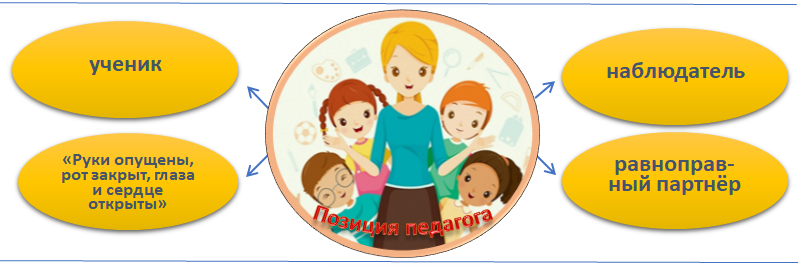 ученик
«Руки опущены,
рот закрыт, глаза
и сердце
открыты»
Позиция педагога
наблюдатель
равноправ-
ный партнёр